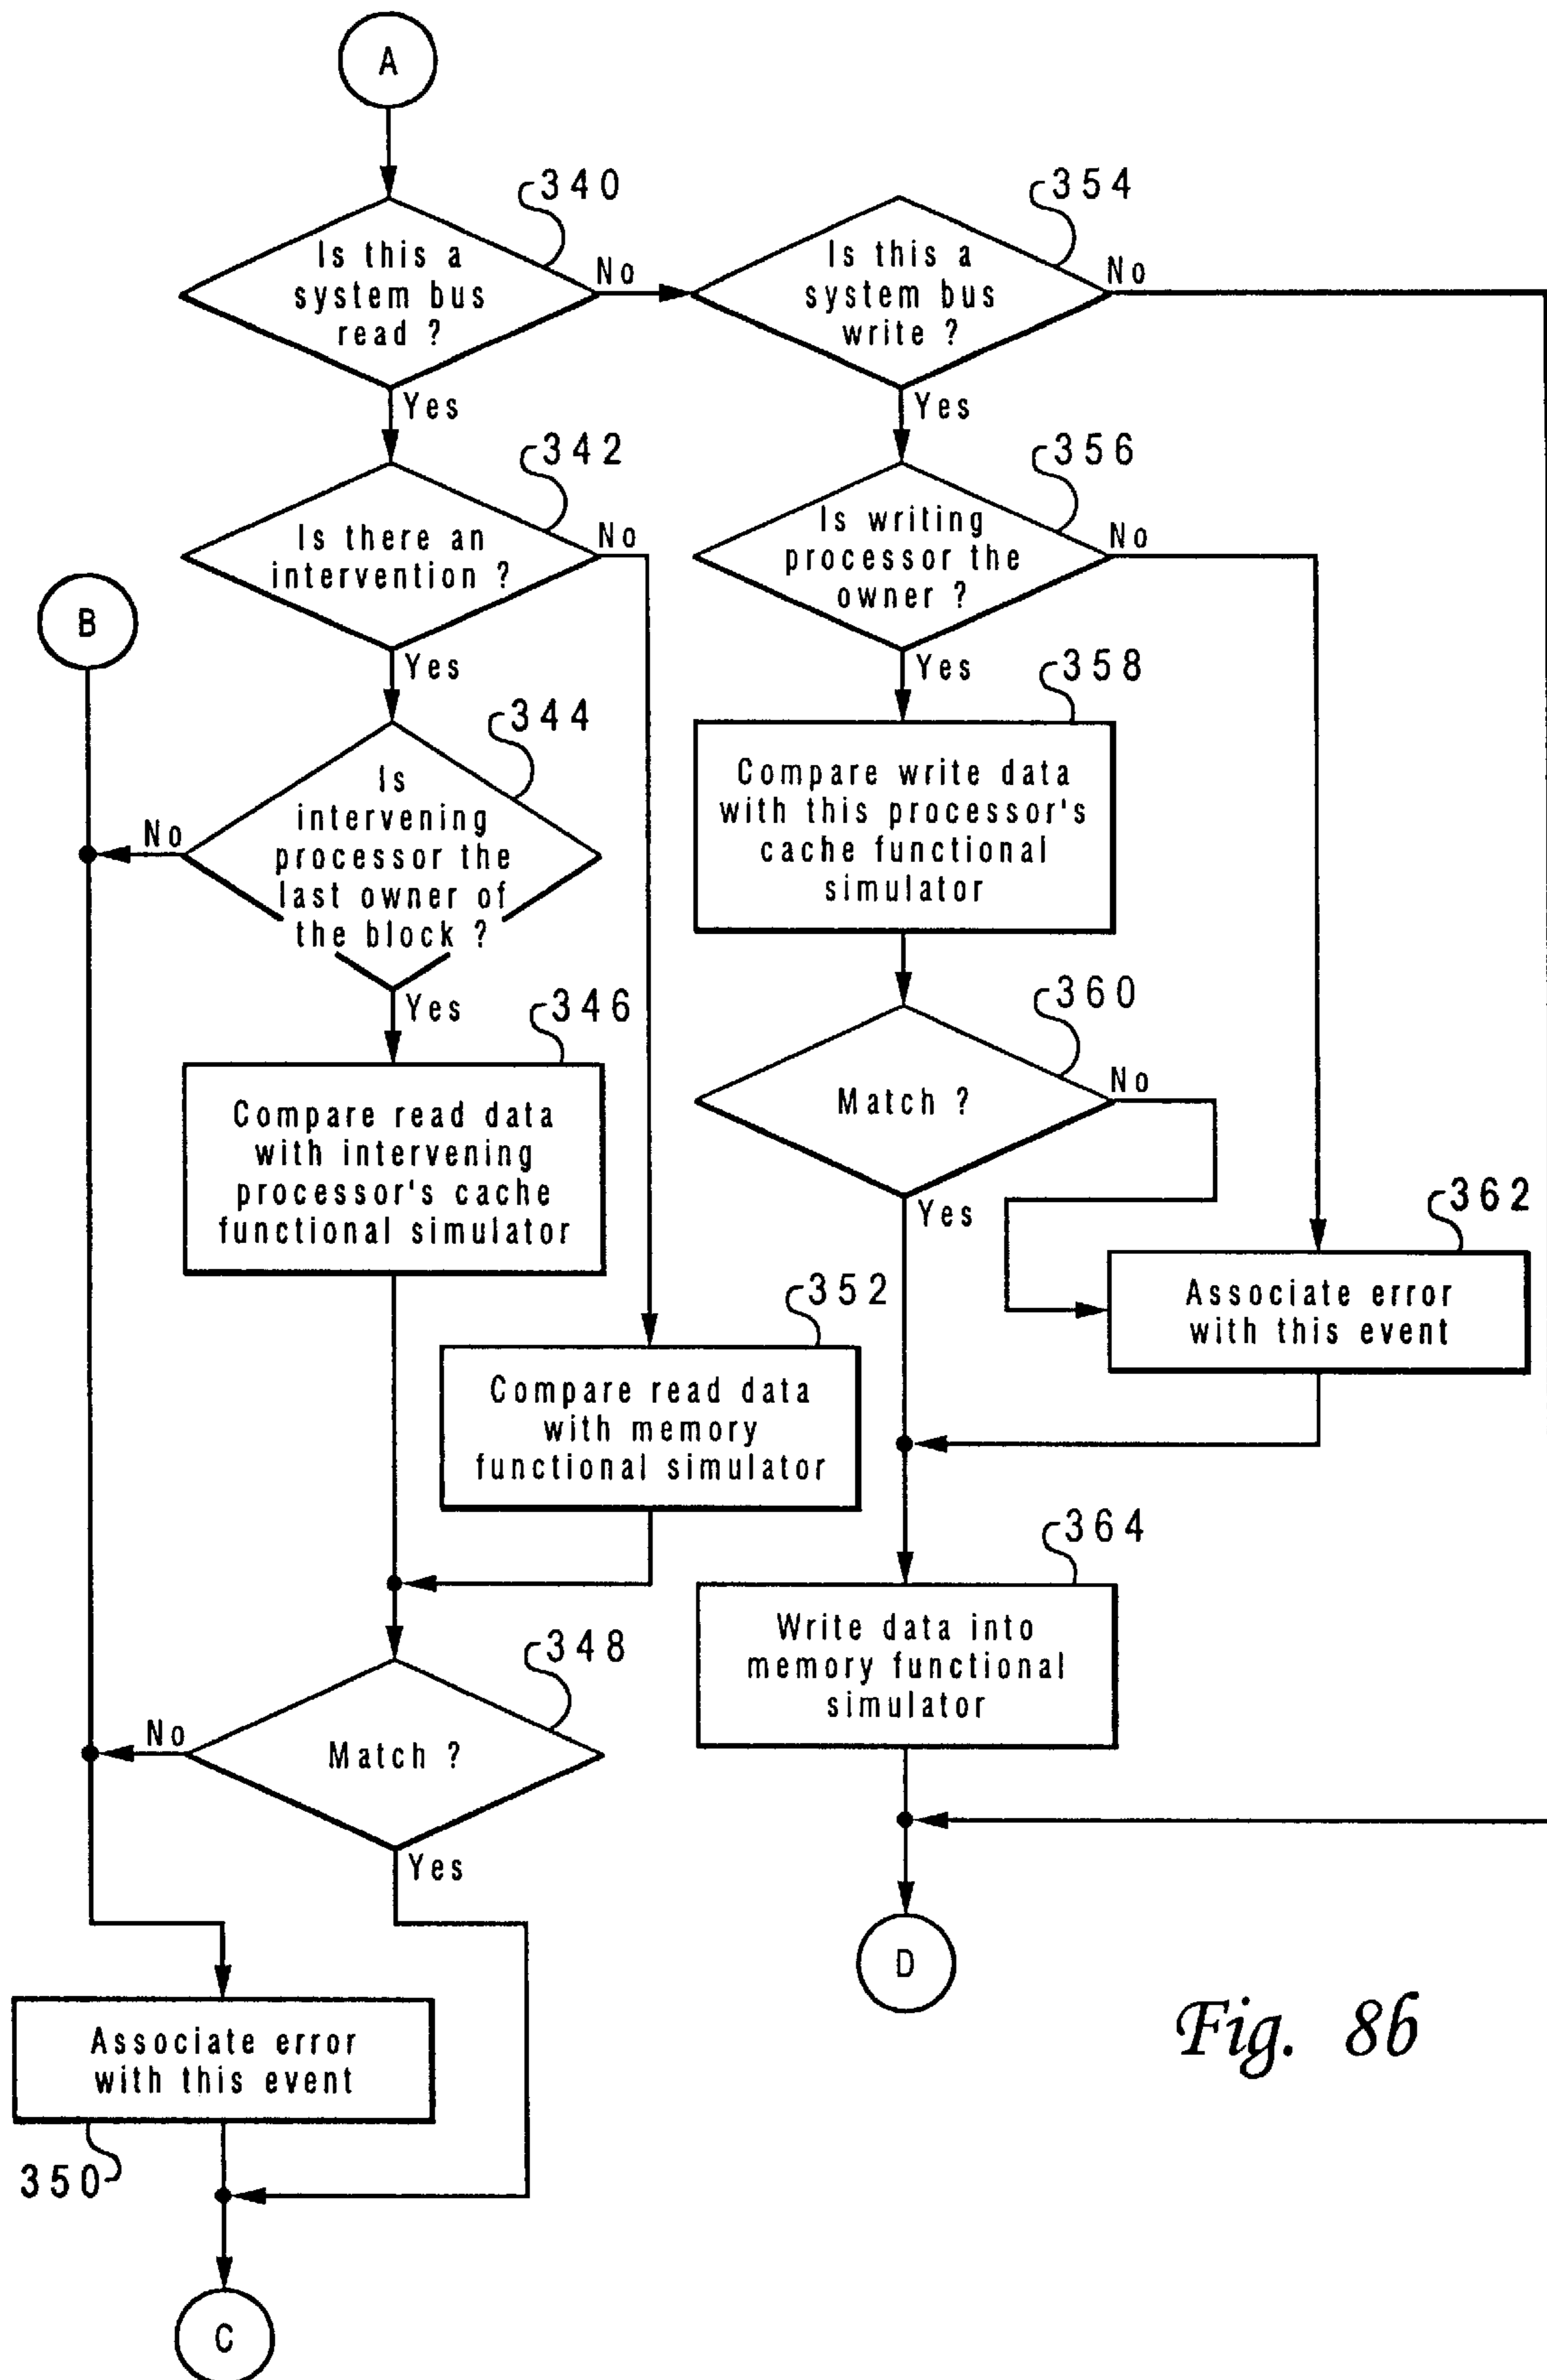 A
340
Is this a
system bus
read ?
No
Yes
354
Is this a
system bus
write ?
No
Yes
342
Is there an
intervention ?
No
Yes
356
Is writing
processor the
owner ?
No
Yes
B
344
Is
intervening
processor the
last owner of
the block ?
No
Yes
358
Compare write data
with this processor's
cache functional
simulator
346
Compare read data
with intervening
processor's cache
functional simulator
360
Match ?
No
Yes
362
Associate error
with this event
352
Compare read data
with memory
functional simulator
364
Write data into
memory functional
simulator
348
Match ?
No
Yes
D
350
Associate error
with this event
C
Fig. 8b